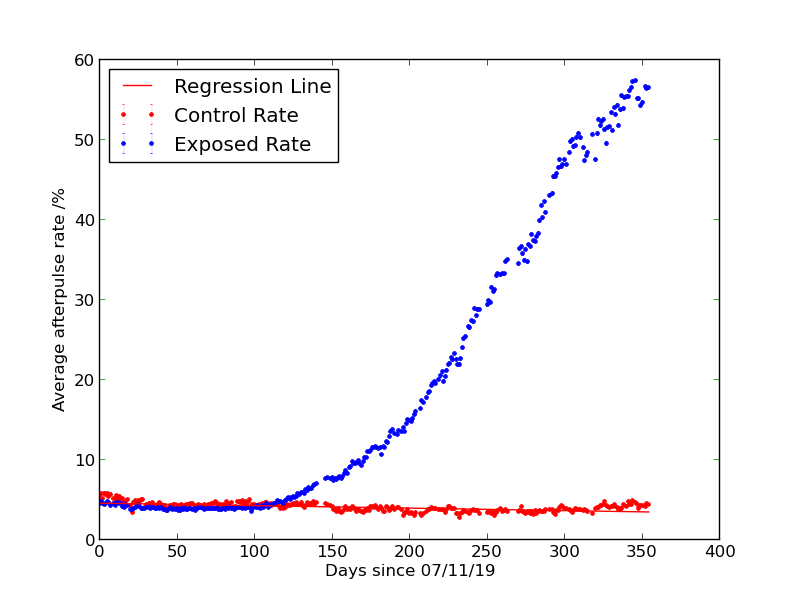 60
50
40
30
20
10
0
Average afterpulse rate /%
Regression Line
Control Rate
Exposed Rate
0 50 100 150 200 250 300 350 400
Days since 07/11/19